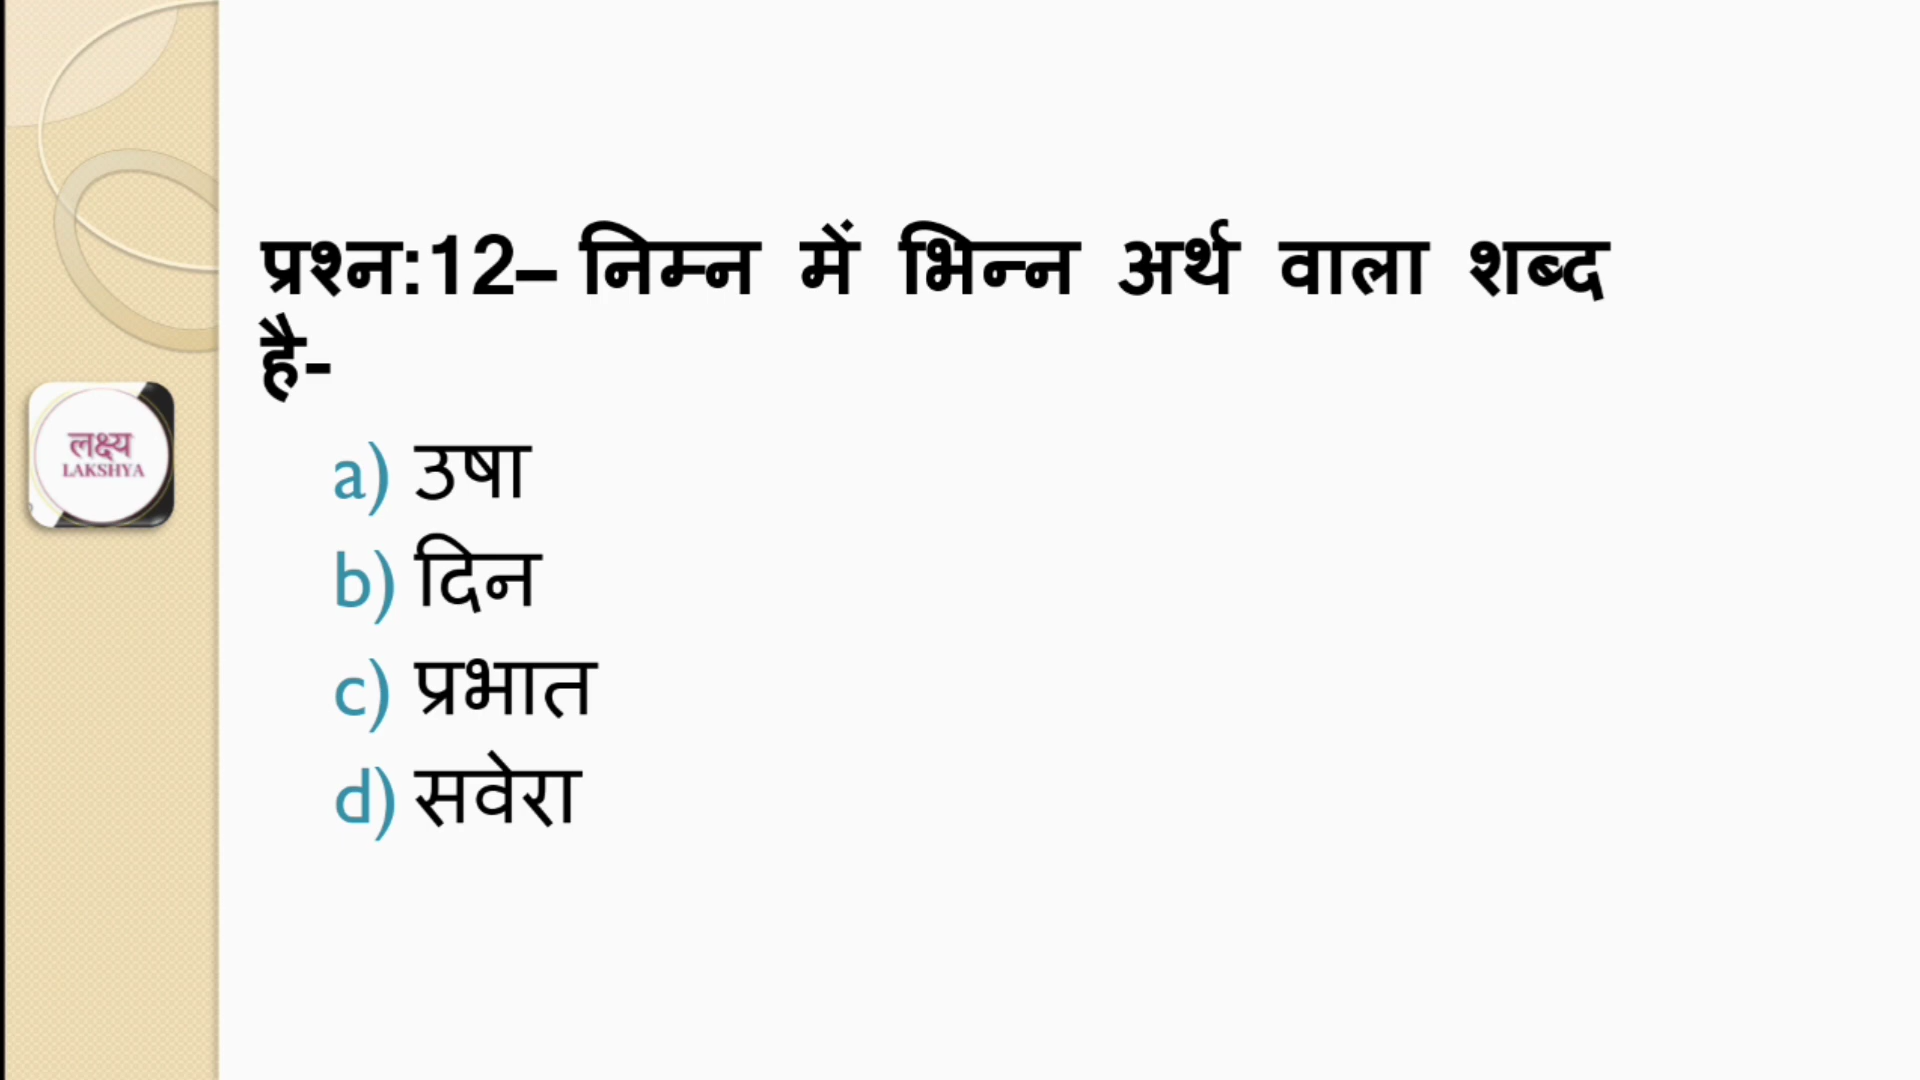 प्रश्न:12– निम्न में भिन्न अर्थ वाला शब्द
है-
a) उषा
b) दिन
c) प्रभात
d) सवेरा
लक्ष्य
LAKSHYA